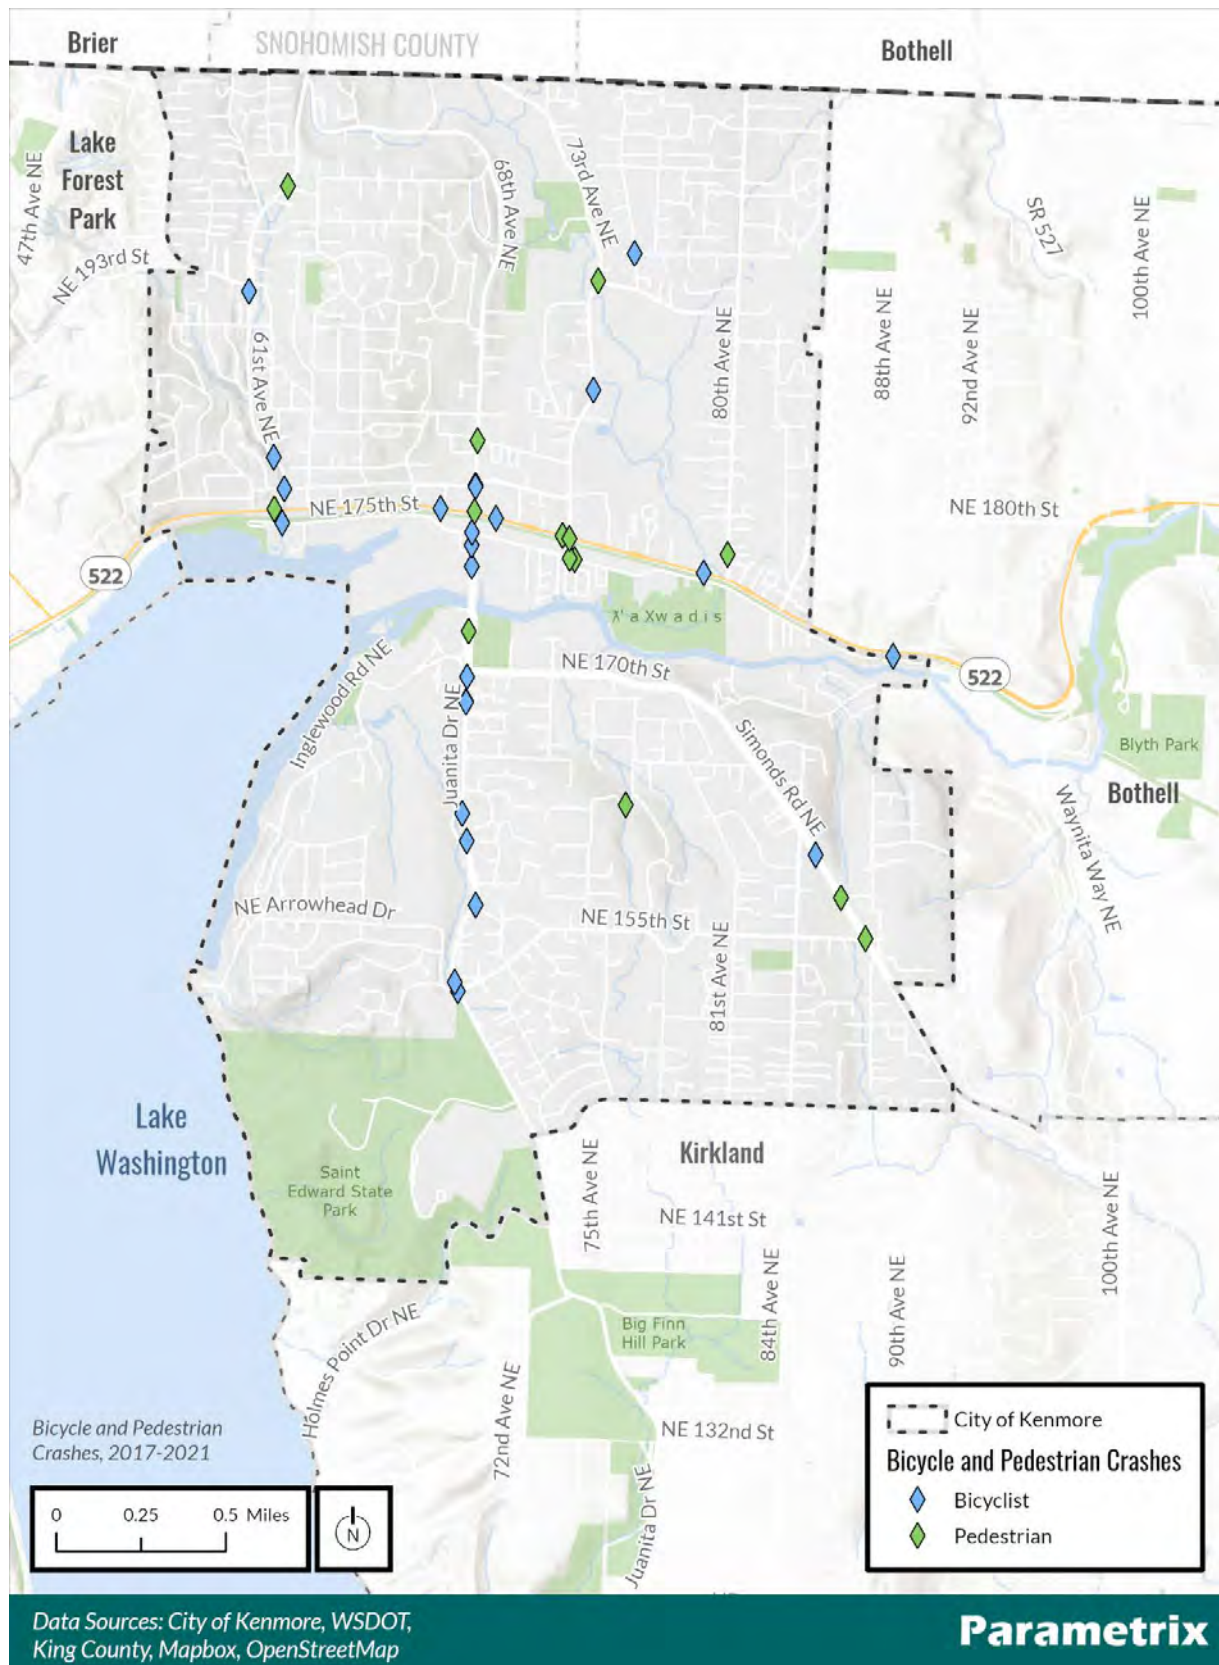 Brier
SNOHOMISH COUNTY
Bothell
Lake
Forest
Park
47th Ave NE
NE 193rd St
68th Ave NE
73rd Ave NE
SR 527
100th Ave NE
61st Ave NE
80th Ave NE
88th Ave NE
92nd Ave NE
NE 175th St
NE 180th St
522
ƛ' a Xw a d i s
Inglewood Rd NE
NE 170th St
522
Juanita Dr NE
Simonds Rd NE
Blyth Park
Bothell
Waynita Way NE
NE Arrowhead Dr
NE 155th St
81st Ave NE
Lake
Washington
Saint
Edward State
Park
75th Ave NE
Kirkland
NE 141st St
100th Ave NE
Holmes Point Dr NE
Big Finn
Hill Park
84th Ave NE
90th Ave NE
72nd Ave NE
NE 132nd St
Juanita Dr NE
Bicycle and Pedestrian
Crashes, 2017-2021
0 0.25 0.5 Miles
N
City of Kenmore
Bicycle and Pedestrian Crashes
Bicyclist
Pedestrian
Data Sources: City of Kenmore, WSDOT,
King County, Mapbox, OpenStreetMap
Parametrix